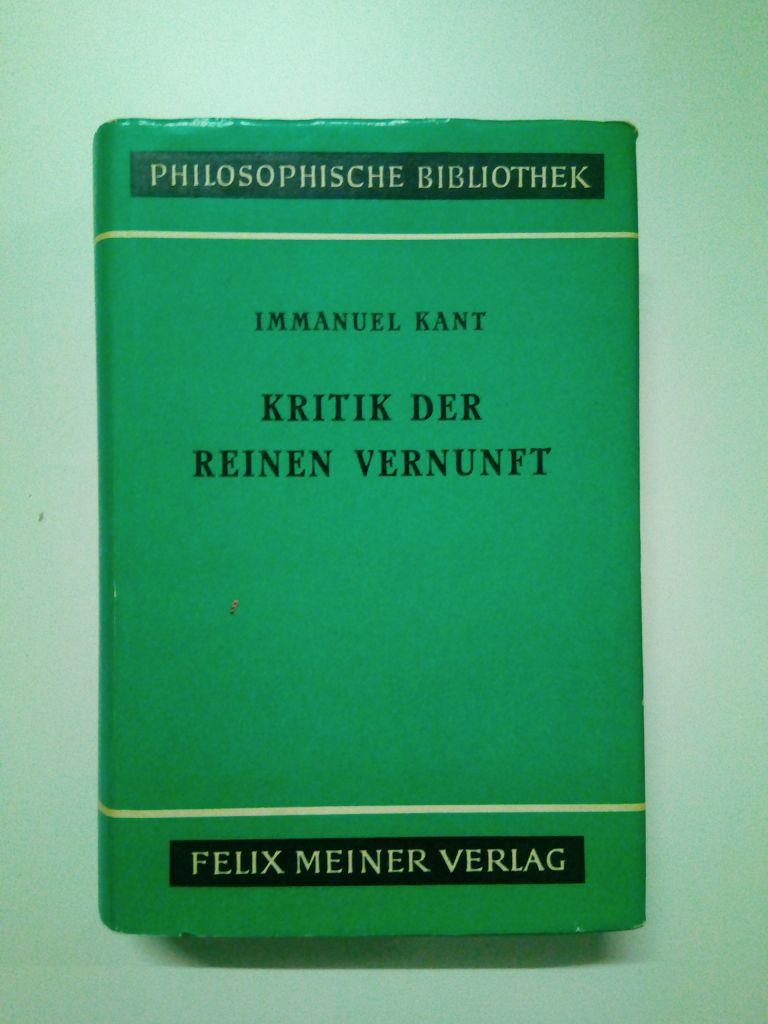 PHILOSOPHISCHE BIBLIOTHEK
IMMANUEL KANT
KRITIK DER
REINEN VERNUNFT
FELIX MEINER VERLAG